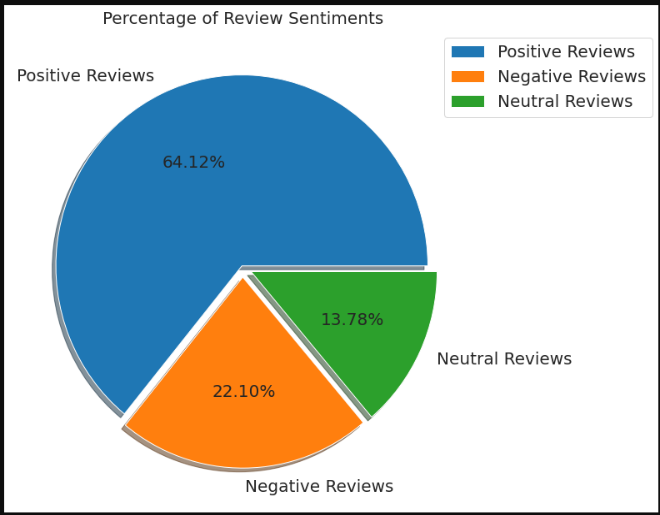 Percentage of Review Sentiments
Positive Reviews
Negative Reviews
Neutral Reviews
Positive Reviews
64.12%
13.78%
Neutral Reviews
22.10%
Negative Reviews